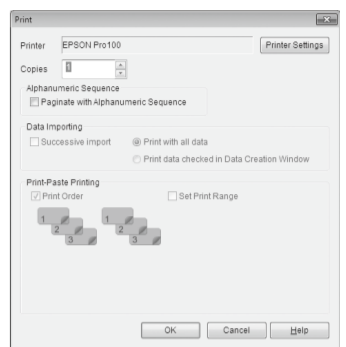 Print
Printer EPSON Pro100 Printer Settings
Copies 1
Alphanumeric Sequence
Paginate with Alphanumeric Sequence
Data Importing
Successive import Print with all data
Print data checked in Data Creation Window
Print-Paste Printing
Print Order Set Print Range
1 1
2 2
3 3
OK Cancel Help